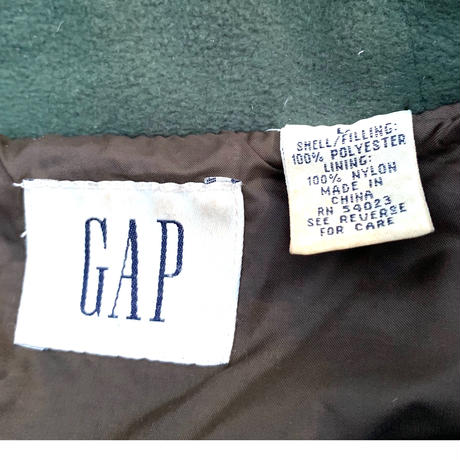 GAP
L
SHELL/FILLING:
100% POLYESTER
LINING:
100% NYLON
MADE IN
CHINA
RN 54023
SEE REVERSE
FOR CARE